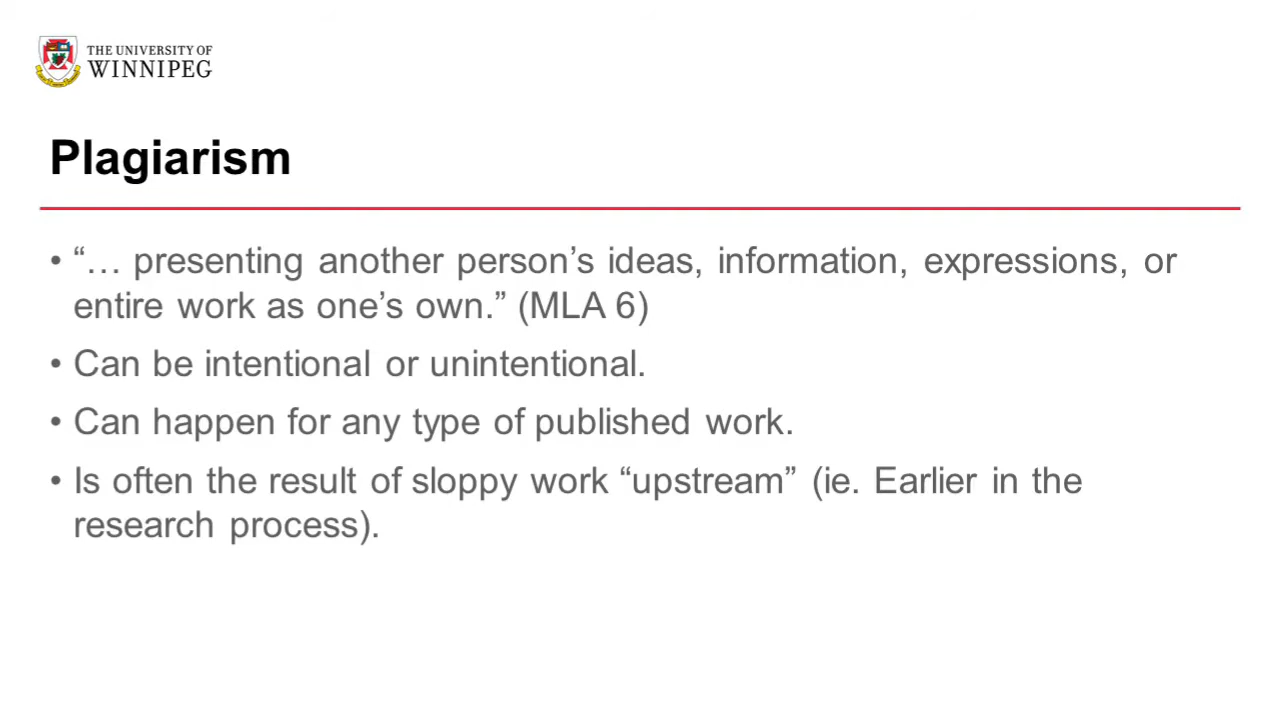 THE UNIVERSITY OF
WINNIPEG
Plagiarism
• “… presenting another person’s ideas, information, expressions, or
entire work as one’s own.” (MLA 6)
• Can be intentional or unintentional.
• Can happen for any type of published work.
• Is often the result of sloppy work “upstream” (ie. Earlier in the
research process).